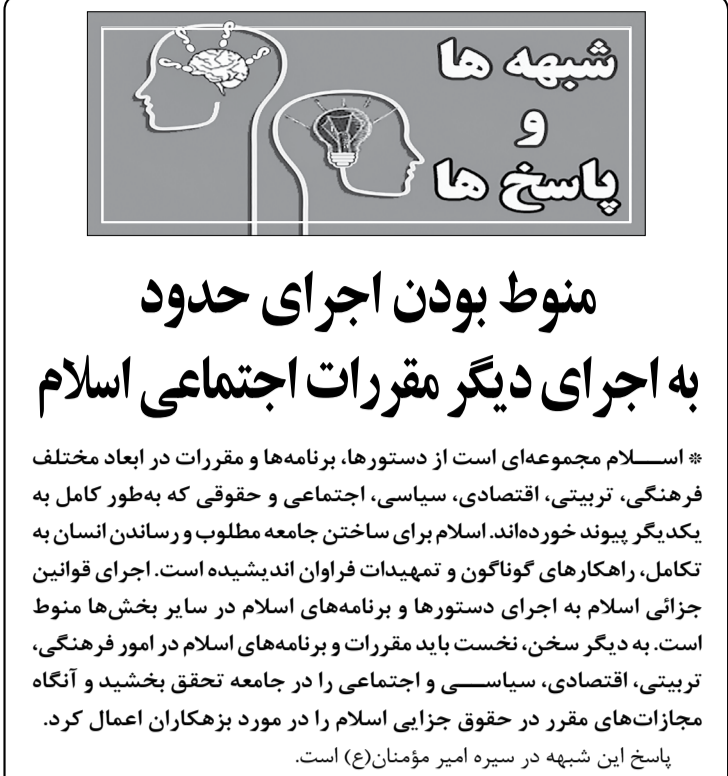 شبهه ها
و
پاسخ ها
منوط بودن اجرای حدود
به اجرای دیگر مقررات اجتماعی اسلام
* اســــلام مجموعه‌ای است از دستورها، برنامه‌ها و مقررات در ابعاد مختلف
فرهنگی، تربیتی، اقتصادی، سیاسی، اجتماعی و حقوقی که به‌طور کامل به
یکدیگر پیوند خورده‌اند. اسلام برای ساختن جامعه مطلوب و رساندن انسان به
تکامل، راهکارهای گوناگون و تمهیدات فراوان اندیشیده است. اجرای قوانین
جزائی اسلام به اجرای دستورها و برنامه‌های اسلام در سایر بخش‌ها منوط
است. به دیگر سخن، نخست باید مقررات و برنامه‌های اسلام در امور فرهنگی،
تربیتی، اقتصادی، سیاســــی و اجتماعی را در جامعه تحقق بخشید و آنگاه
مجازات‌های مقرر در حقوق جزایی اسلام را در مورد بزهکاران اعمال کرد.
پاسخ این شبهه در سیره امیر مؤمنان(ع) است.